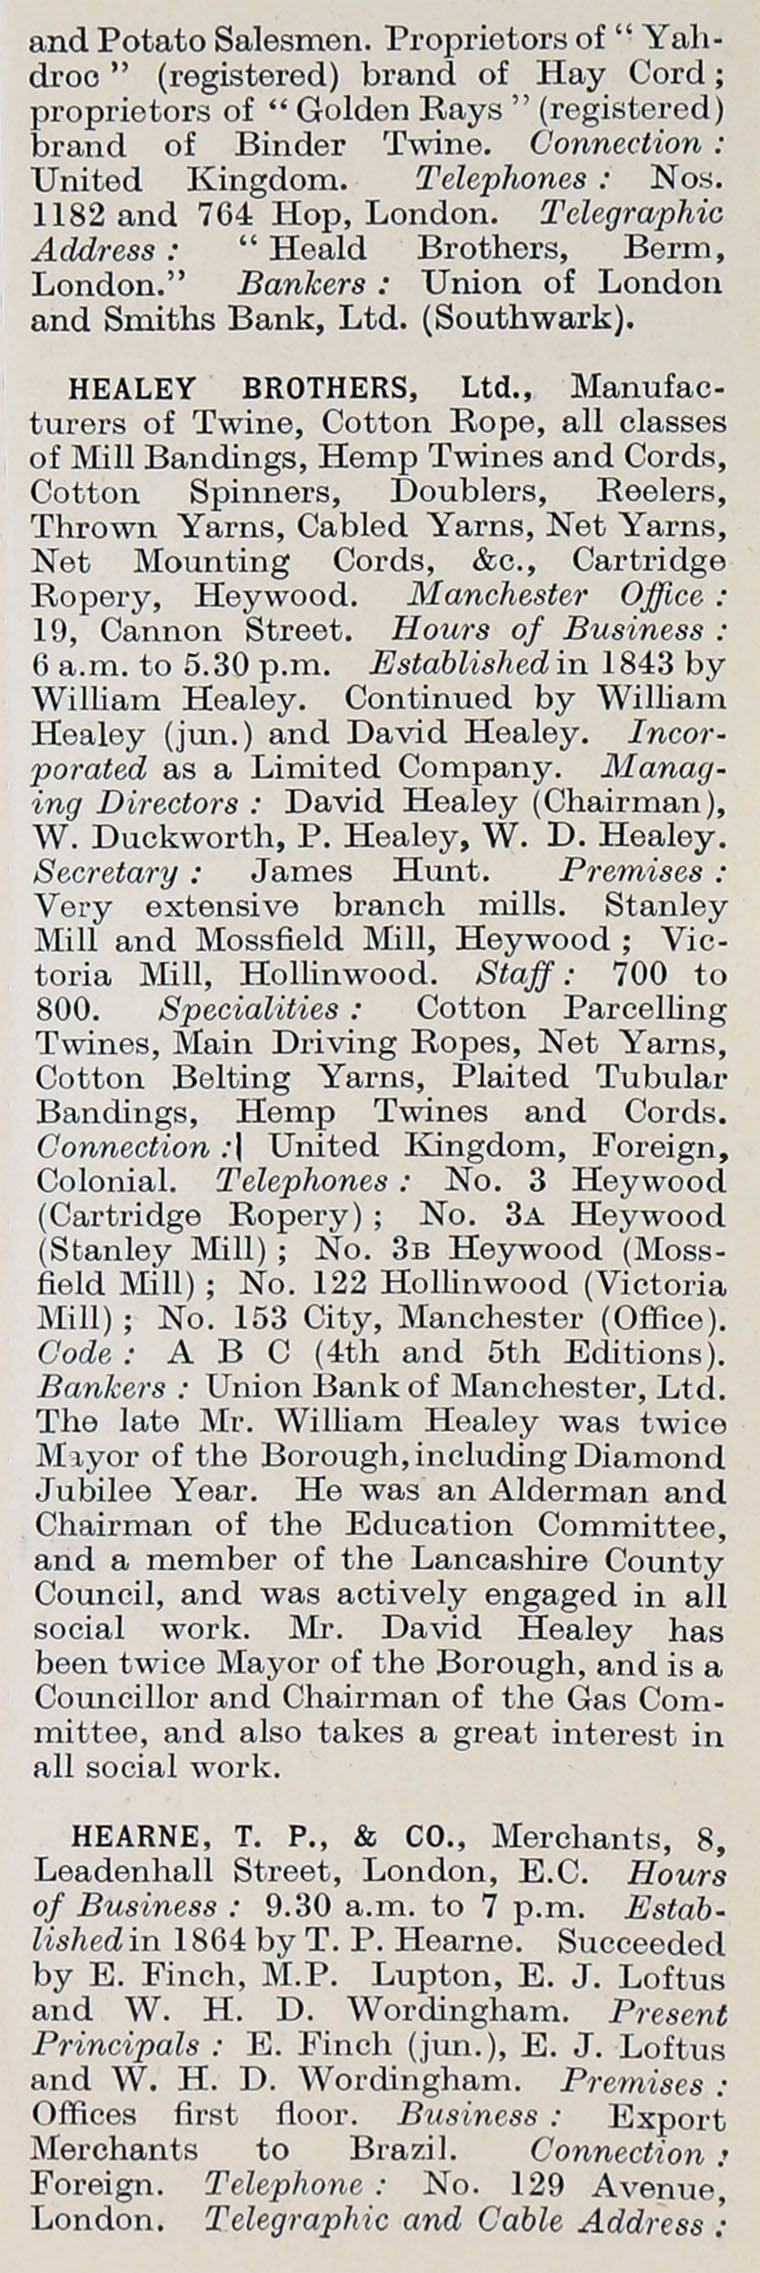 and Potato Salesmen. Proprietors of “ Yah-
droc ” (registered) brand of Hay Cord ;
proprietors of “ Golden Rays ” (registered)
brand of Binder Twine. Connection :
United Kingdom. Telephones : Nos.
1182 and 764 Hop, London. Telegraphic
Address : “ Heald Brothers, Berm,
London.” Bankers : Union of London
and Smiths Bank, Ltd. (Southwark).
HEALEY BROTHERS, Ltd., Manufac-
turers of Twine, Cotton Rope, all classes
of Mill Bandings, Hemp Twines and Cords,
Cotton Spinners, Doublers, Reelers,
Thrown Yarns, Cabled Yarns, Net Yarns,
Net Mounting Cords, &c., Cartridge
Ropery, Heywood. Manchester Office :
19, Cannon Street. Hours of Business :
6 a.m. to 5.30 p.m. Established in 1843 by
William Healey. Continued by William
Healey (jun.) and David Healey. Incor-
porated as a Limited Company. Manag-
ing Directors : David Healey (Chairman),
W. Duckworth, P. Healey, W. D. Healey.
Secretary : James Hunt. Premises :
Very extensive branch mills. Stanley
Mill and Mossfield Mill, Heywood ; Vic-
toria Mill, Hollinwood. Staff : 700 to
800. Specialities : Cotton Parcelling
Twines, Main Driving Ropes, Net Yarns,
Cotton Belting Yarns, Plaited Tubular
Bandings, Hemp Twines and Cords.
Connection : United Kingdom, Foreign,
Colonial. Telephones : No. 3 Heywood
(Cartridge Ropery) ; No. 3A Heywood
(Stanley Mill) ; No. 3B Heywood (Moss-
field Mill) ; No. 122 Hollinwood (Victoria
Mill) ; No. 153 City, Manchester (Office).
Code : A B C (4th and 5th Editions).
Bankers : Union Bank of Manchester, Ltd.
The late Mr. William Healey was twice
Mayor of the Borough, including Diamond
Jubilee Year. He was an Alderman and
Chairman of the Education Committee,
and a member of the Lancashire County
Council, and was actively engaged in all
social work. Mr. David Healey has
been twice Mayor of the Borough, and is a
Councillor and Chairman of the Gas Com-
mittee, and also takes a great interest in
all social work.
HEARNE, T. P., & CO., Merchants, 8,
Leadenhall Street, London, E.C. Hours
of Business : 9.30 a.m. to 7 p.m. Estab-
lished in 1864 by T. P. Hearne. Succeeded
by E. Finch, M.P. Lupton, E. J. Loftus
and W. H. D. Wordingham. Present
Principals : E. Finch (jun.), E. J. Loftus
and W. H. D. Wordingham. Premises :
Offices first floor. Business : Export
Merchants to Brazil. Connection :
Foreign. Telephone : No. 129 Avenue,
London. Telegraphic and Cable Address :